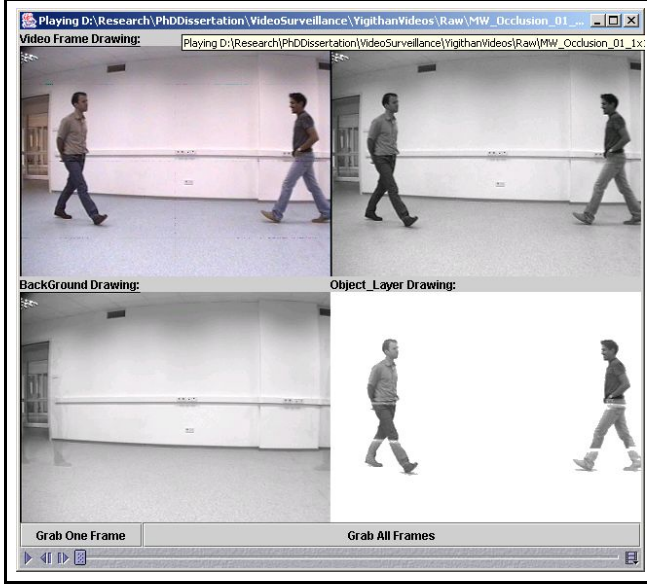 Playing D:\Research\PhDDissertation\VideoSurveillance\YigithanVideos\Raw\MW_Occlusion_01_...
Video Frame Drawing:
Playing D:\Research\PhDDissertation\VideoSurveillance\YigithanVideos\Raw\MW_Occlusion_01_1x1
BackGround Drawing:
Object_Layer Drawing:
Grab One Frame
Grab All Frames